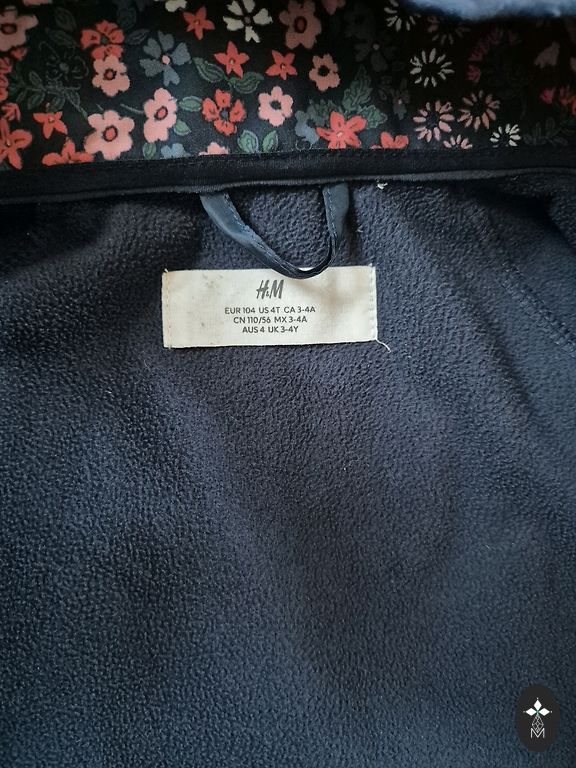 H&M
EUR 104 US 4T CA 3-4A
CN 110/56 MX 3-4A
AUS 4 UK 3-4Y
M